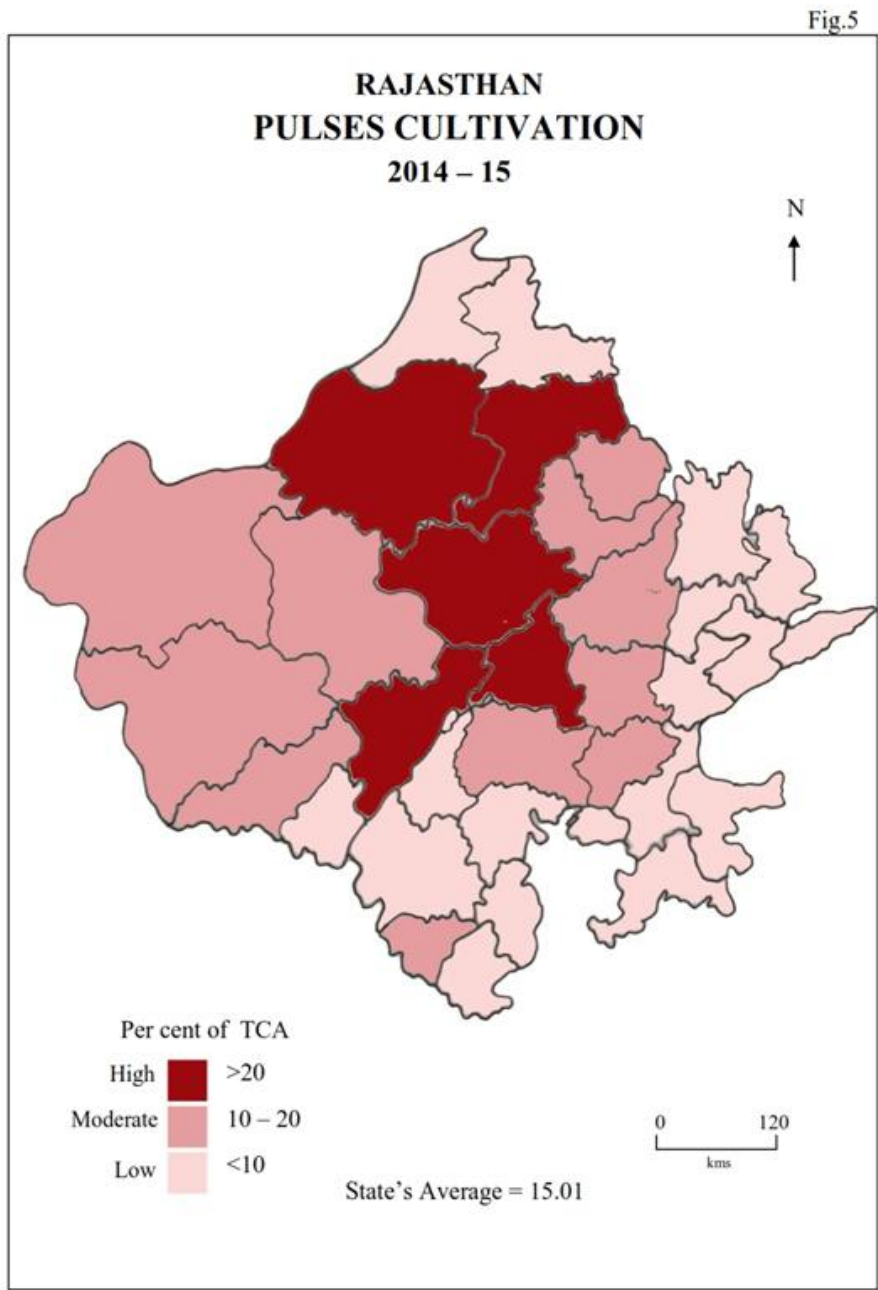 Fig.5
RAJASTHAN
PULSES CULTIVATION
2014 – 15
N
Per cent of TCA
High >20
Moderate 10 – 20
Low <10
0 120
kms
State's Average = 15.01